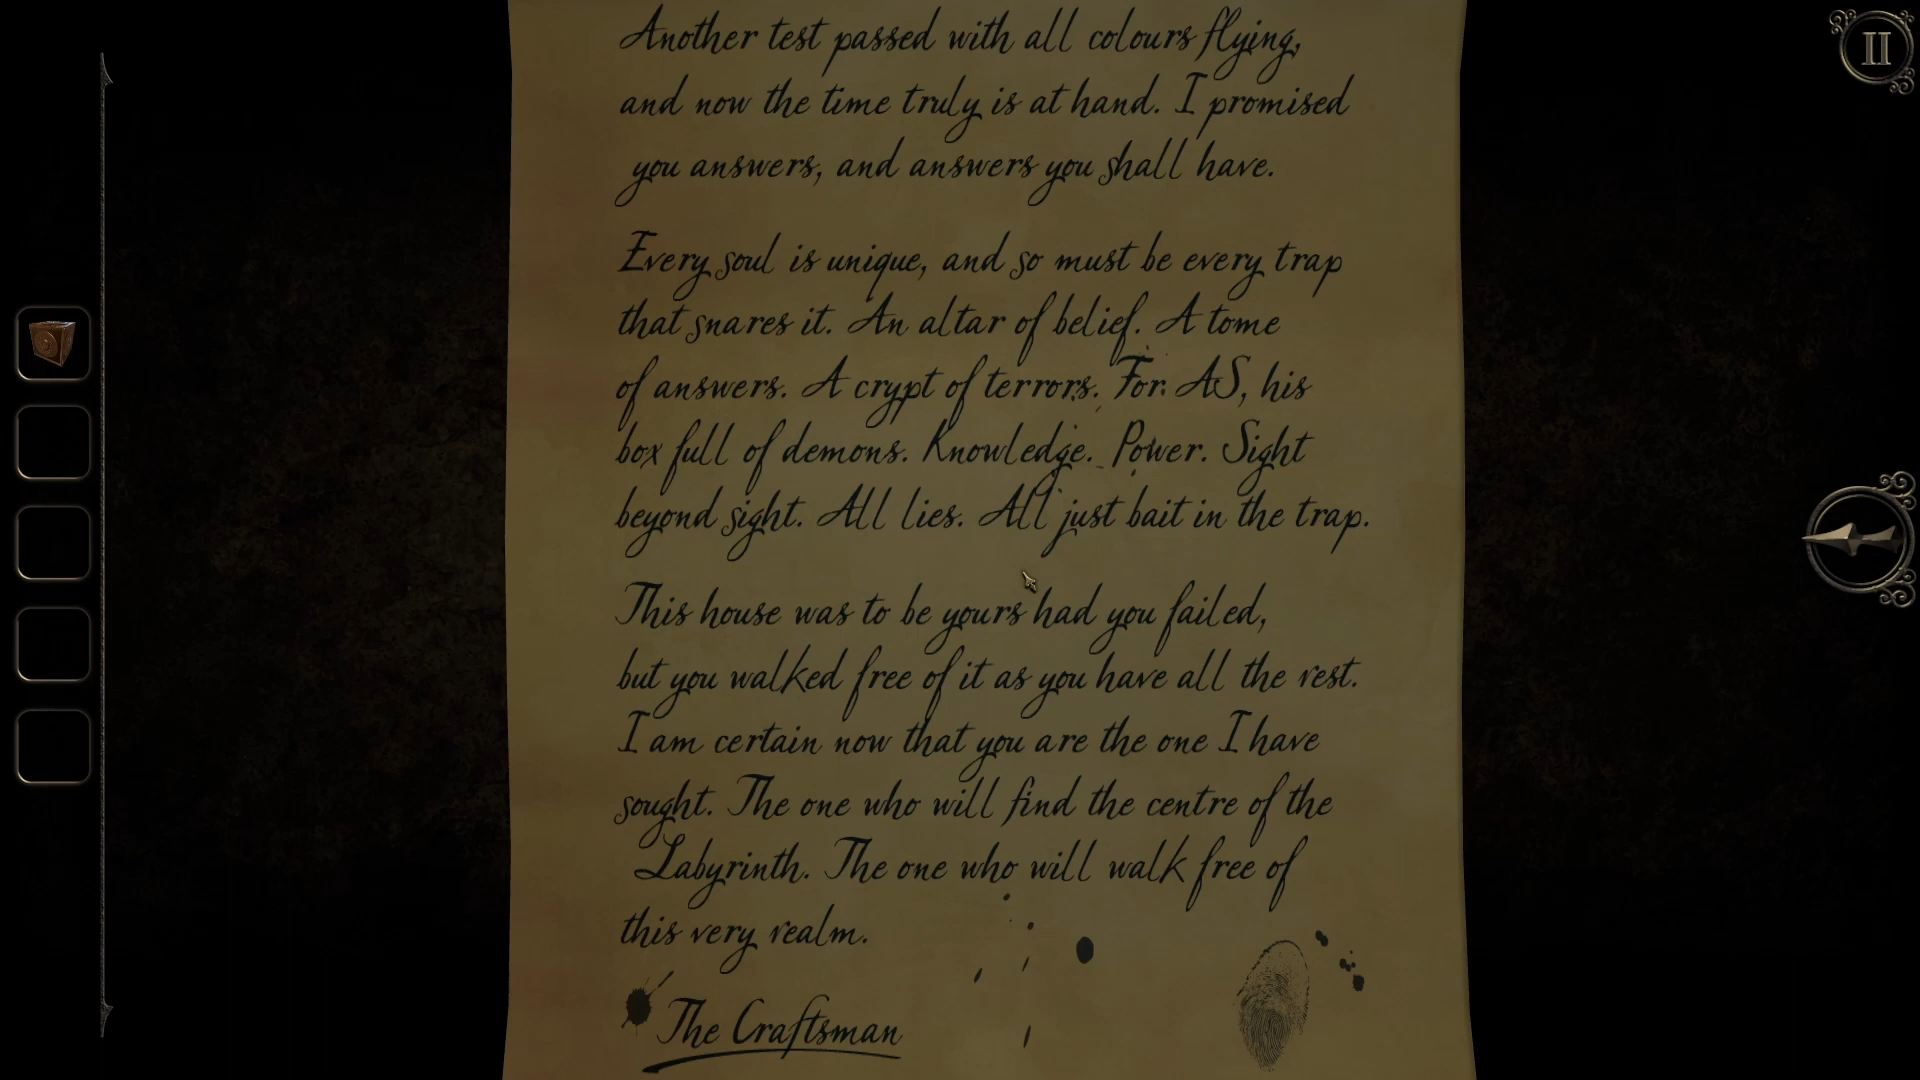 Another test passed with all colours flying,
and now the time truly is at hand. I promised
you answers, and answers you shall have.
Every soul is unique, and so must be every trap
that snares it. An altar of belief. A tome
of answers. A crypt of terrors. For AS, his
box full of demons. Knowledge. Power. Sight
beyond sight. All lies. All just bait in the trap.
This house was to be yours had you failed,
but you walked free of it as you have all the rest.
I am certain now that you are the one I have
sought. The one who will find the centre of the
Labyrinth. The one who will walk free of
this very realm.
The Craftsman
II